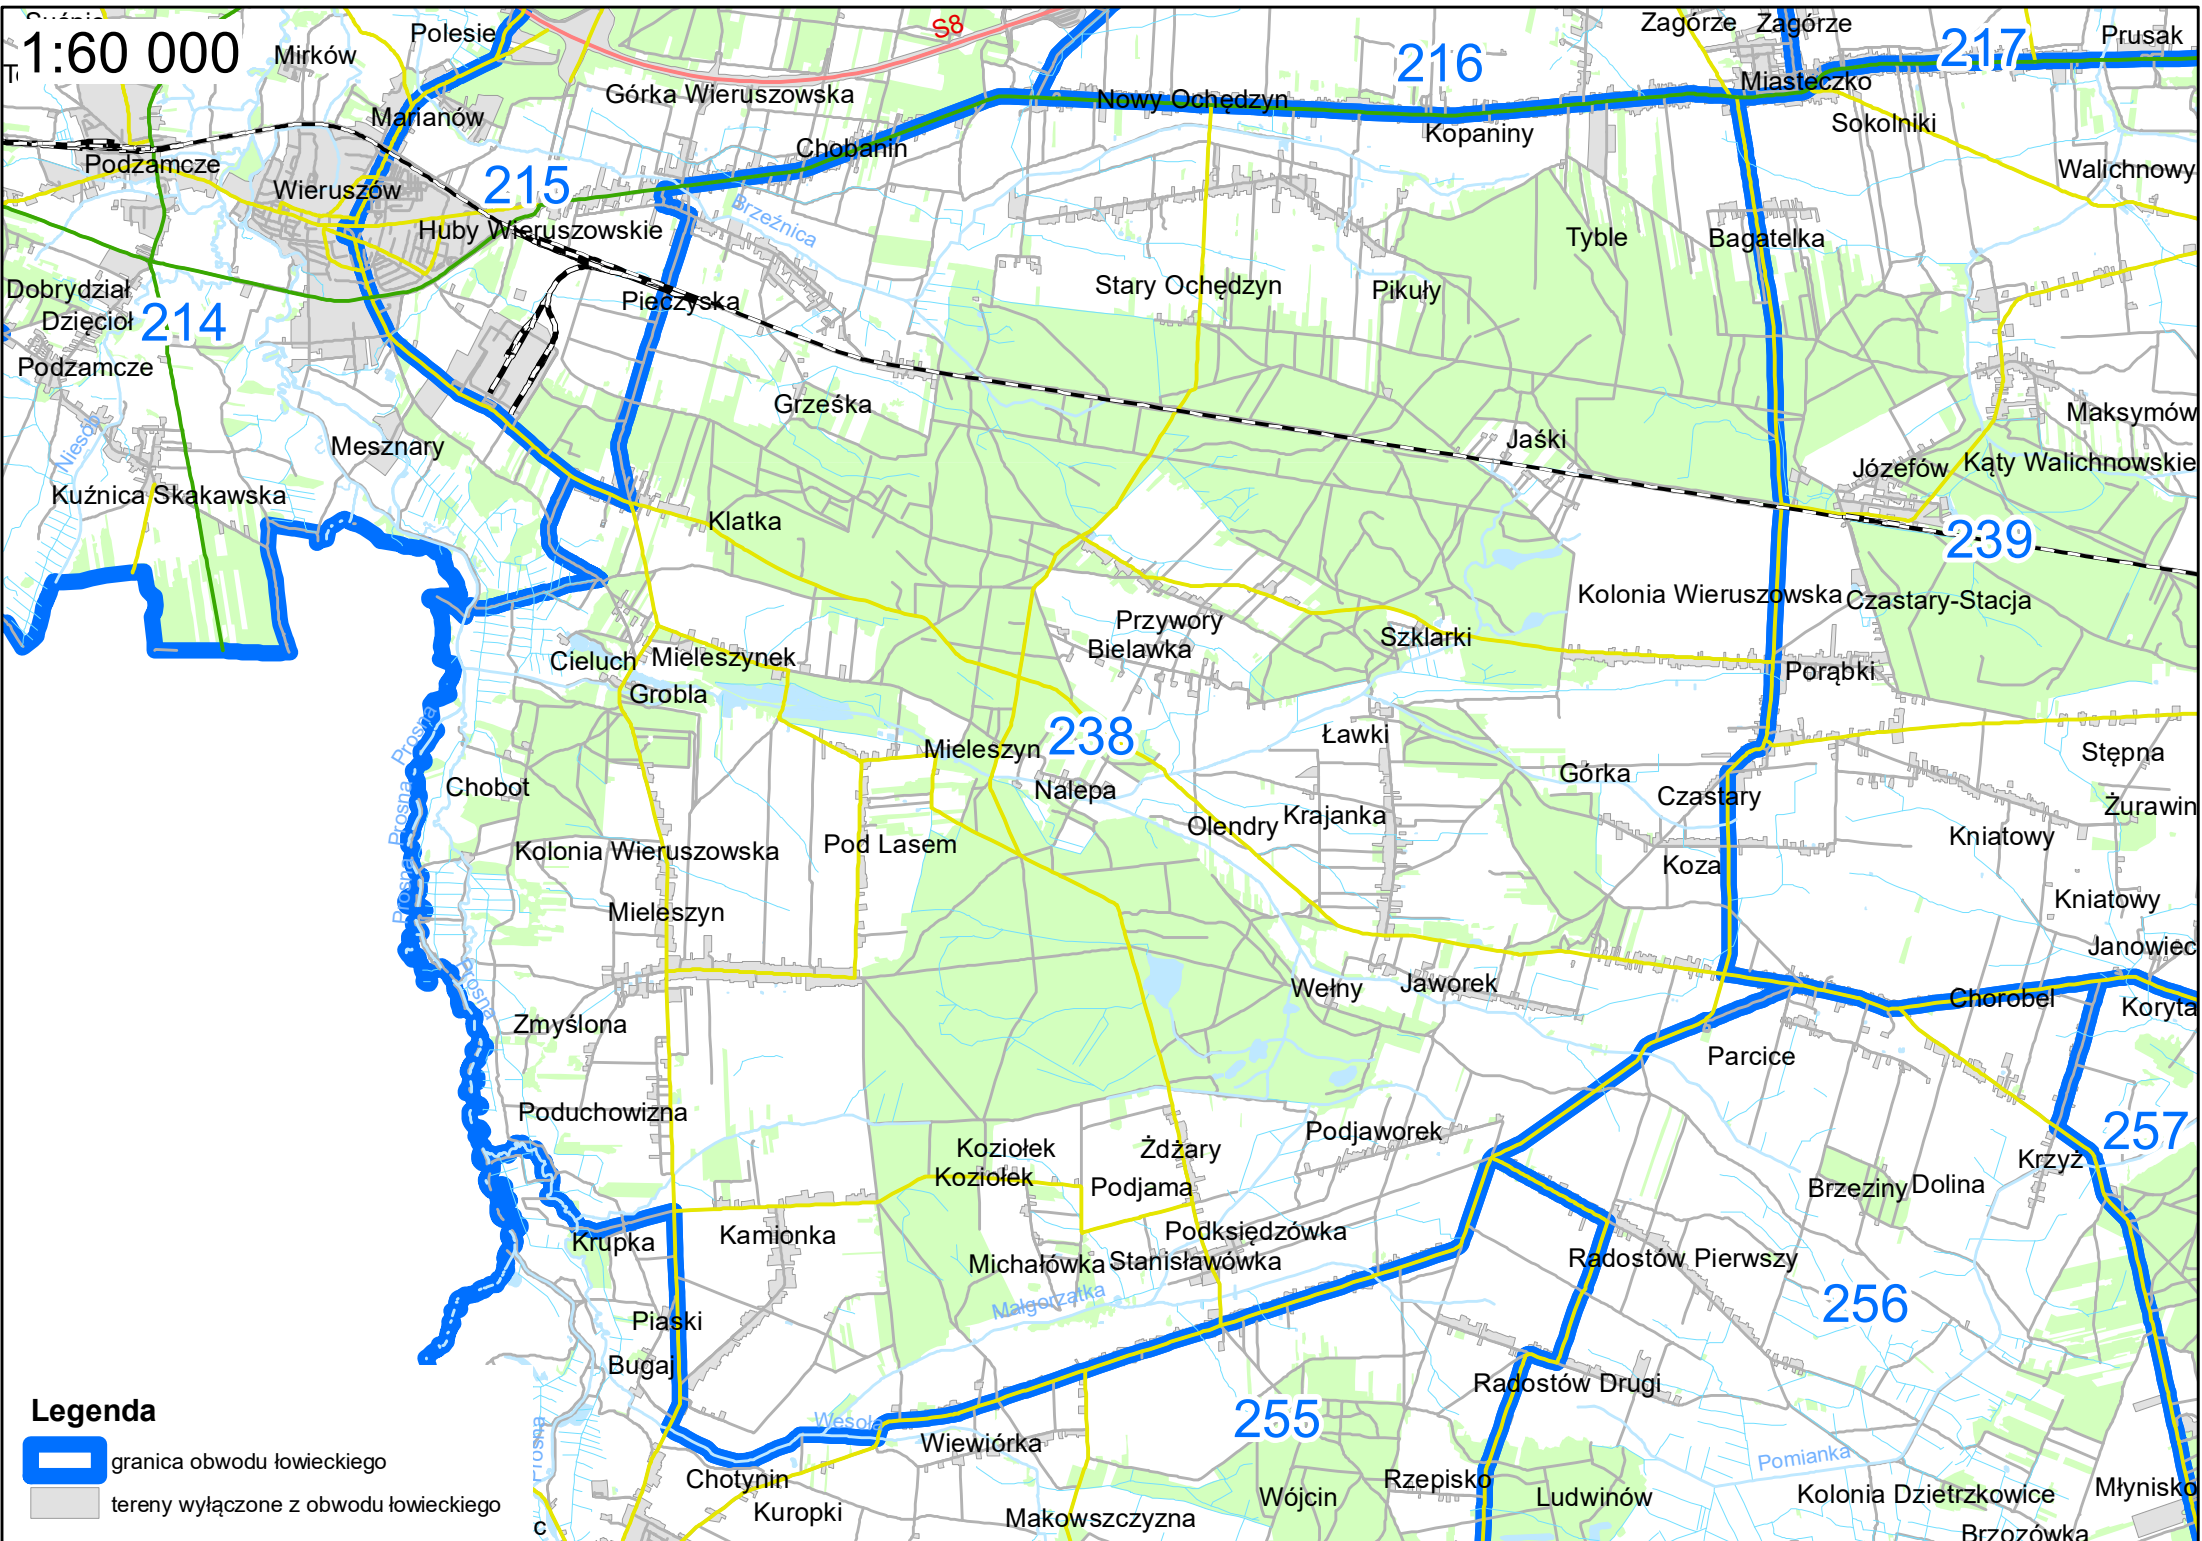 1:60 000
Mirków
Polesie
S8
216
Zagórze
Zagórze
217
Prusak
Górka Wieruszowska
Marianów
Nowy Ochędzyn
Miasteczko
Kopaniny
Sokolniki
Chobanin
Podzamcze
Wieruszów
215
Walichnowy
Brzeźnica
Huby Wieruszowskie
Tyble
Bagatelka
Dobrydział
Dzięcioł
214
Pieczyska
Stary Ochędzyn
Pikuły
Podzamcze
Grześka
Maksymów
Niesob
Mesznary
Jaśki
Józefów
Kąty Walichnowskie
Kuźnica Skakawska
Klatka
239
Kolonia Wieruszowska
Czastary-Stacja
Przywory
Bielawka
Szklarki
Cieluch
Mieleszynek
Porąbki
Grobla
Prosna
238
Ławki
Mieleszyn
Stępna
Chobot
Nalepa
Górka
Czastary
Prosna
Krajanka
Olendry
Żurawin
Kniatowy
Kolonia Wieruszowska
Pod Lasem
Koza
Prosna
Mieleszyn
Kniatowy
Janowiec
Prosna
Wełny
Jaworek
Chorobel
Koryta
Zmyślona
Parcice
Poduchowizna
Podjaworek
257
Koziołek
Żdżary
Krzyż
Koziołek
Podjama
Brzeziny
Dolina
Krupka
Kamionka
Podksiędzówka
Michałówka
Stanisławówka
Radostów Pierwszy
Małgorzatka
256
Piaski
Bugaj
Radostów Drugi
Legenda
255
Wesoła
Prosna
Wiewiórka
granica obwodu łowieckiego
Pomianka
Chotynin
Rzepisko
Młynisko
tereny wyłączone z obwodu łowieckiego
Kuropki
Wójcin
Ludwinów
Kolonia Dzietrzkowice
Makowszczyzna
c
Brzozówka